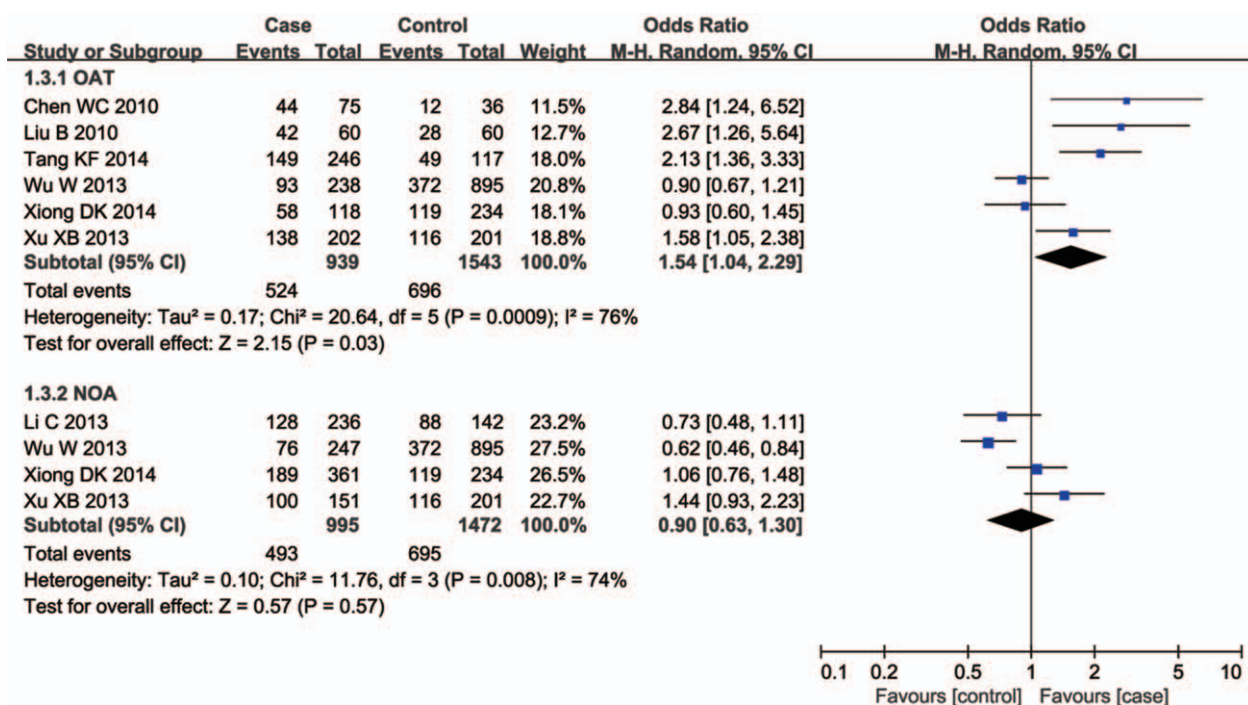 Case Control Odds Ratio Odds Ratio
Study or Subgroup Events Total Events Total Weight M-H, Random, 95% CI M-H, Random, 95% CI
1.3.1 OAT
Chen WC 2010 44 75 12 36 11.5% 2.84 [1.24, 6.52]
Liu B 2010 42 60 28 60 12.7% 2.67 [1.26, 5.64]
Tang KF 2014 149 246 49 117 18.0% 2.13 [1.36, 3.33]
Wu W 2013 93 238 372 895 20.8% 0.90 [0.67, 1.21]
Xiong DK 2014 58 118 119 234 18.1% 0.93 [0.60, 1.45]
Xu XB 2013 138 202 116 201 18.8% 1.58 [1.05, 2.38]
Subtotal (95% CI) 939 1543 100.0% 1.54 [1.04, 2.29]
Total events 524 696
Heterogeneity: Tau² = 0.17; Chi² = 20.64, df = 5 (P = 0.0009); I² = 76%
Test for overall effect: Z = 2.15 (P = 0.03)
1.3.2 NOA
Li C 2013 128 236 88 142 23.2% 0.73 [0.48, 1.11]
Wu W 2013 76 247 372 895 27.5% 0.62 [0.46, 0.84]
Xiong DK 2014 189 361 119 234 26.5% 1.06 [0.76, 1.48]
Xu XB 2013 100 151 116 201 22.7% 1.44 [0.93, 2.23]
Subtotal (95% CI) 995 1472 100.0% 0.90 [0.63, 1.30]
Total events 493 695
Heterogeneity: Tau² = 0.10; Chi² = 11.76, df = 3 (P = 0.008); I² = 74%
Test for overall effect: Z = 0.57 (P = 0.57)
0.1 0.2 0.5 1 2 5 10
Favours [control] Favours [case]